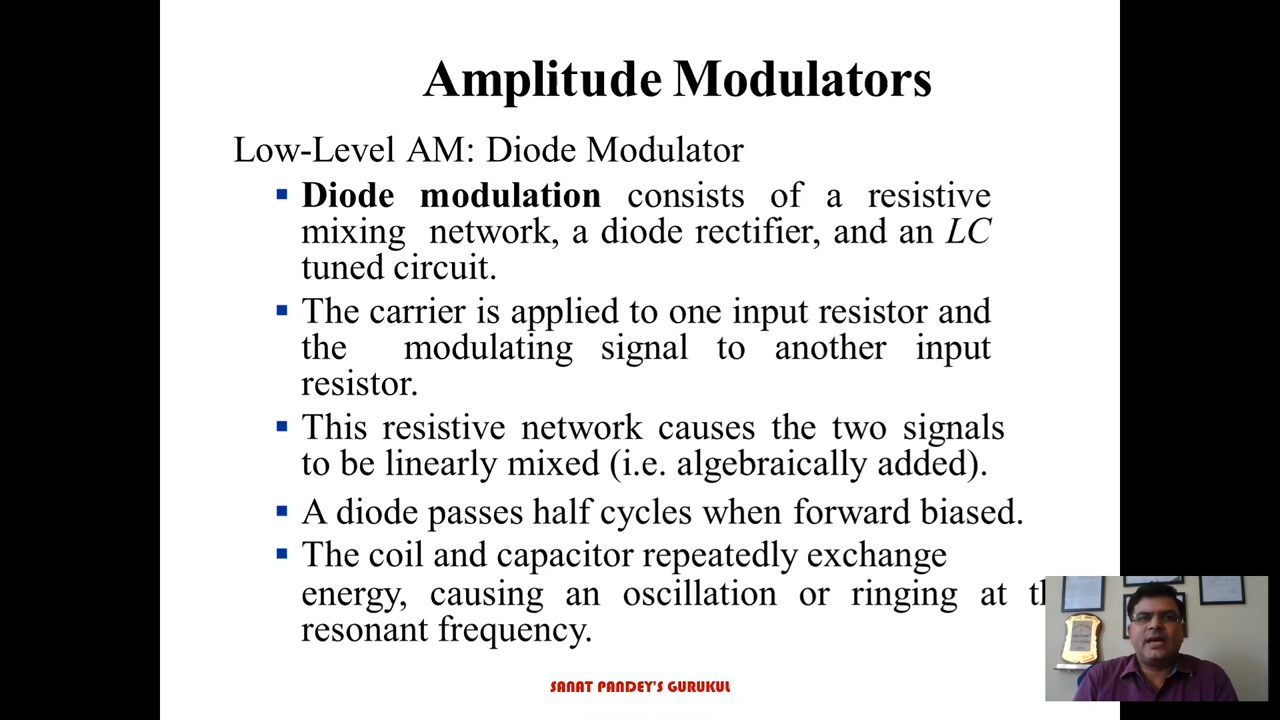 Amplitude Modulators
Low-Level AM: Diode Modulator
▪ Diode modulation consists of a resistive
mixing network, a diode rectifier, and an LC
tuned circuit.
▪ The carrier is applied to one input resistor and
the modulating signal to another input
resistor.
▪ This resistive network causes the two signals
to be linearly mixed (i.e. algebraically added).
▪ A diode passes half cycles when forward biased.
▪ The coil and capacitor repeatedly exchange
energy, causing an oscillation or ringing at
resonant frequency.
SANAT PANDEY'S GURUKUL